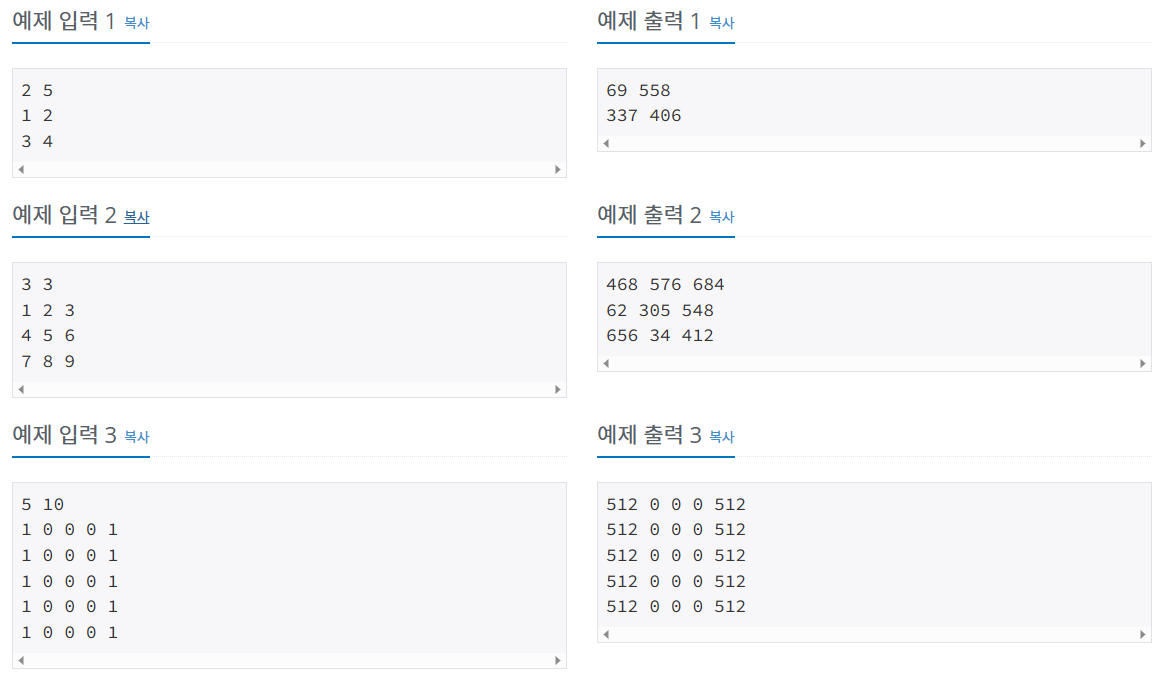 예제 입력 1 복사
2 5
1 2
3 4
예제 출력 1 복사
69 558
337 406
예제 입력 2 복사
3 3
1 2 3
4 5 6
7 8 9
예제 출력 2 복사
468 576 684
62 305 548
656 34 412
예제 입력 3 복사
5 10
1 0 0 0 1
1 0 0 0 1
1 0 0 0 1
1 0 0 0 1
1 0 0 0 1
예제 출력 3 복사
512 0 0 0 512
512 0 0 0 512
512 0 0 0 512
512 0 0 0 512
512 0 0 0 512